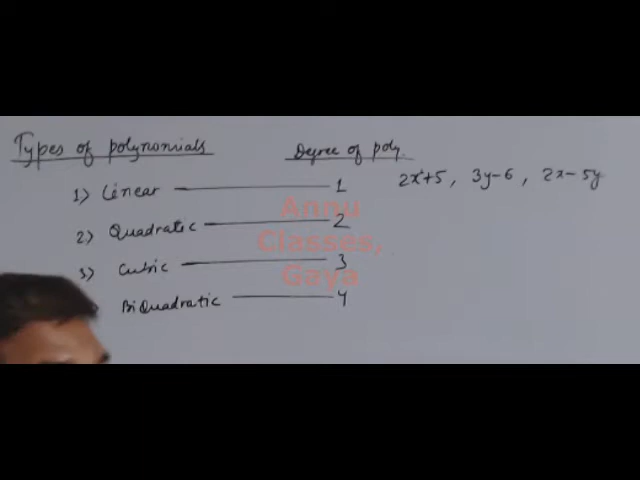 Types of polynomials Degree of poly.
1) Linear 1 2x+5, 3y-6, 2x-5y
2) Quadratic 2
3) Cubic 3
BiQuadratic 4
Annu
Classes,
Gaya